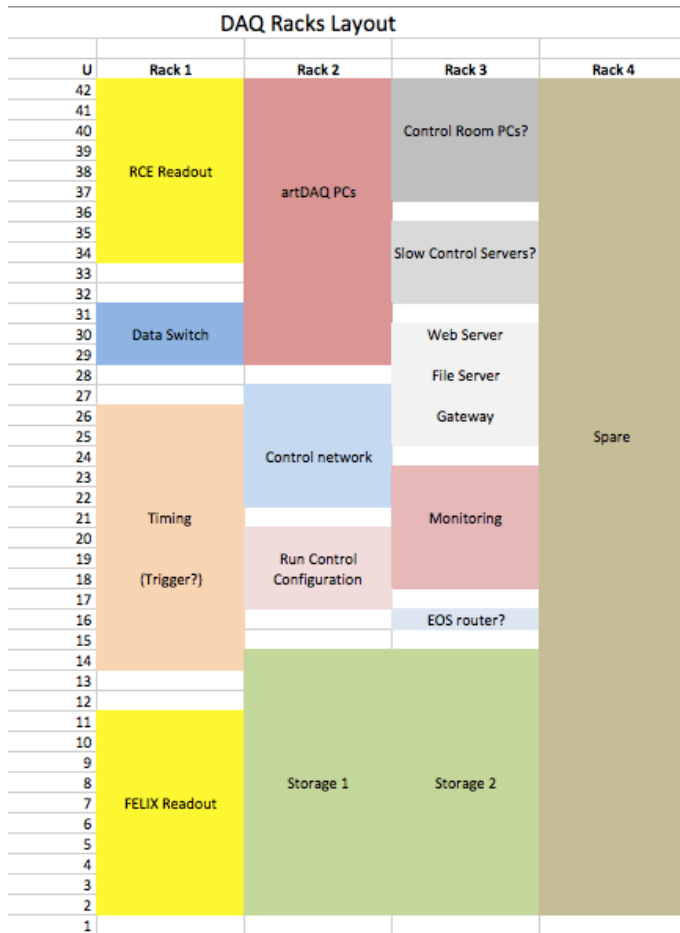 DAQ Racks Layout
U Rack 1 Rack 2 Rack 3 Rack 4
42
41
40 Control Room PCs?
39
38 RCE Readout
37 artDAQ PCs
36
35
34 Slow Control Servers?
33
32
31
30 Data Switch Web Server
29
28 File Server
27
26 Gateway
25 Spare
24 Control network
23
22
21 Timing Monitoring
20
19 Run Control
18 (Trigger?) Configuration
17
16 EOS router?
15
14
13
12
11
10
9
8 Storage 1 Storage 2
7 FELIX Readout
6
5
4
3
2
1